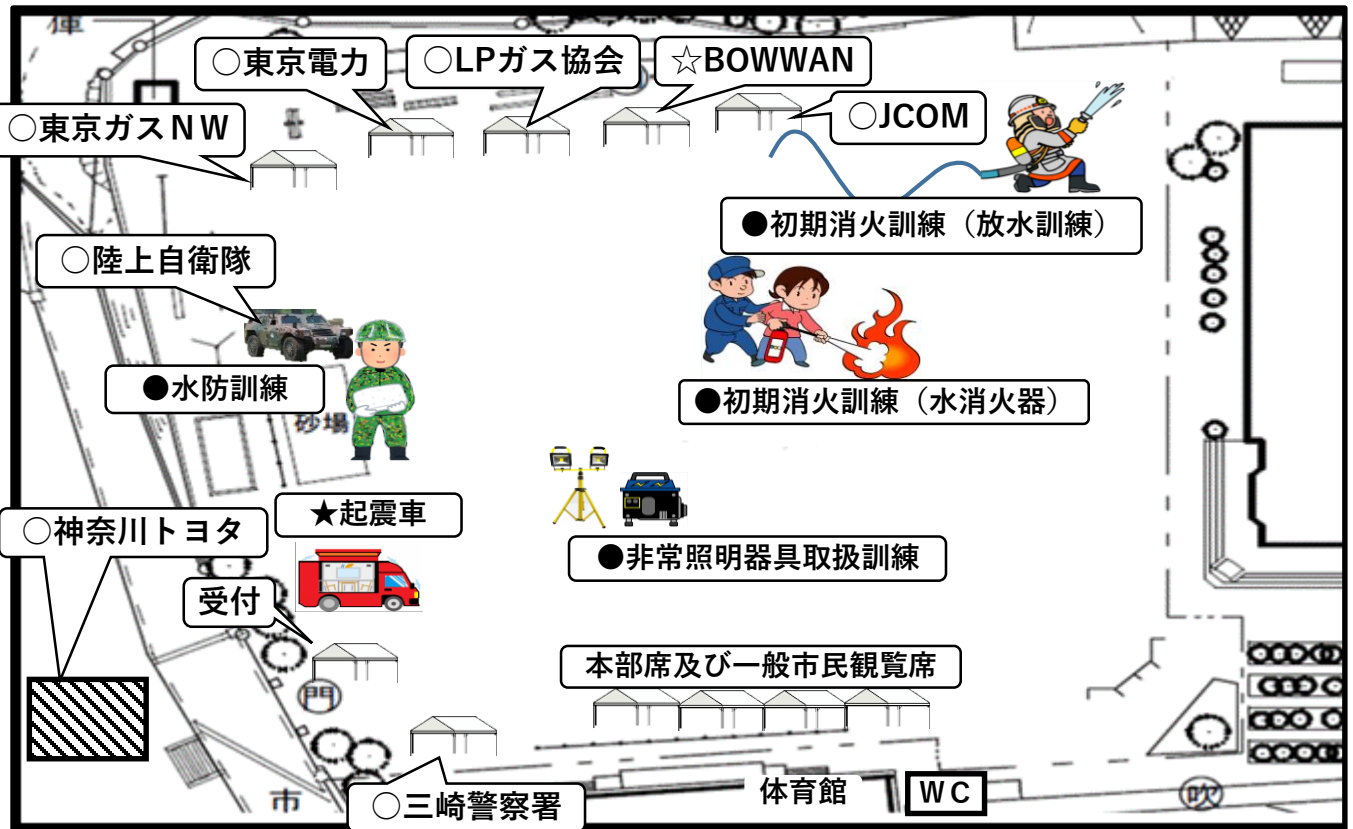 庫
○東京電力
○LPガス協会
☆BOWWAN
○JCOM
○東京ガスNW
●初期消火訓練（放水訓練）
○陸上自衛隊
●水防訓練
●初期消火訓練（水消火器）
砂場
★起震車
○神奈川トヨタ
●非常照明器具取扱訓練
受付
本部席及び一般市民観覧席
門
市
○三崎警察署
体育館
WC
吹